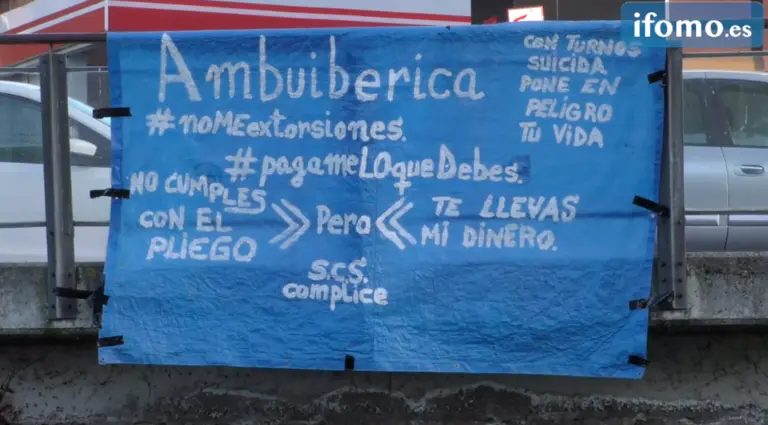 ifomo.es
Ambuiberica
CON TURNOS
SUICIDA
PONE EN
PELIGRO
TU VIDA
#noMEextorsiones.
#pagameLOqueDebes.
NO CUMPLES
CON EL
PLIEGO
>> Pero <<
TE LLEVAS
MI DINERO.
S.C.S.
complice